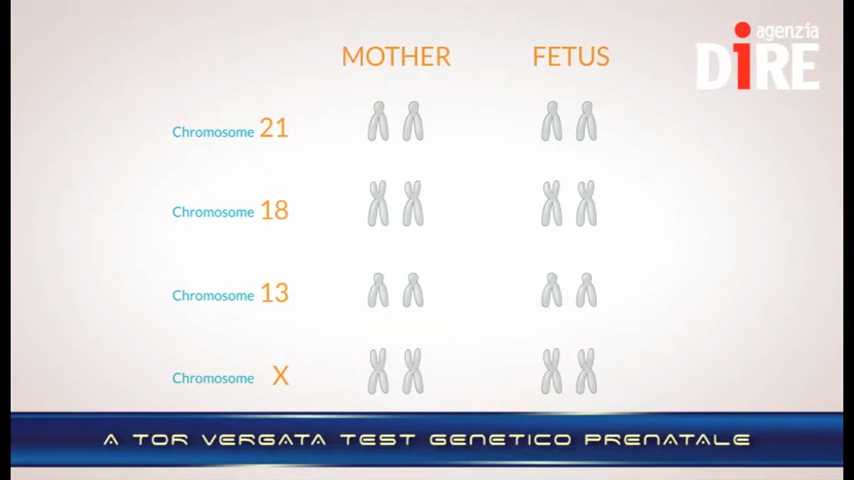 agenzia
DiRE
MOTHER FETUS
Chromosome 21
Chromosome 18
Chromosome 13
Chromosome X
A TOR VERGATA TEST GENETICO PRENATALE